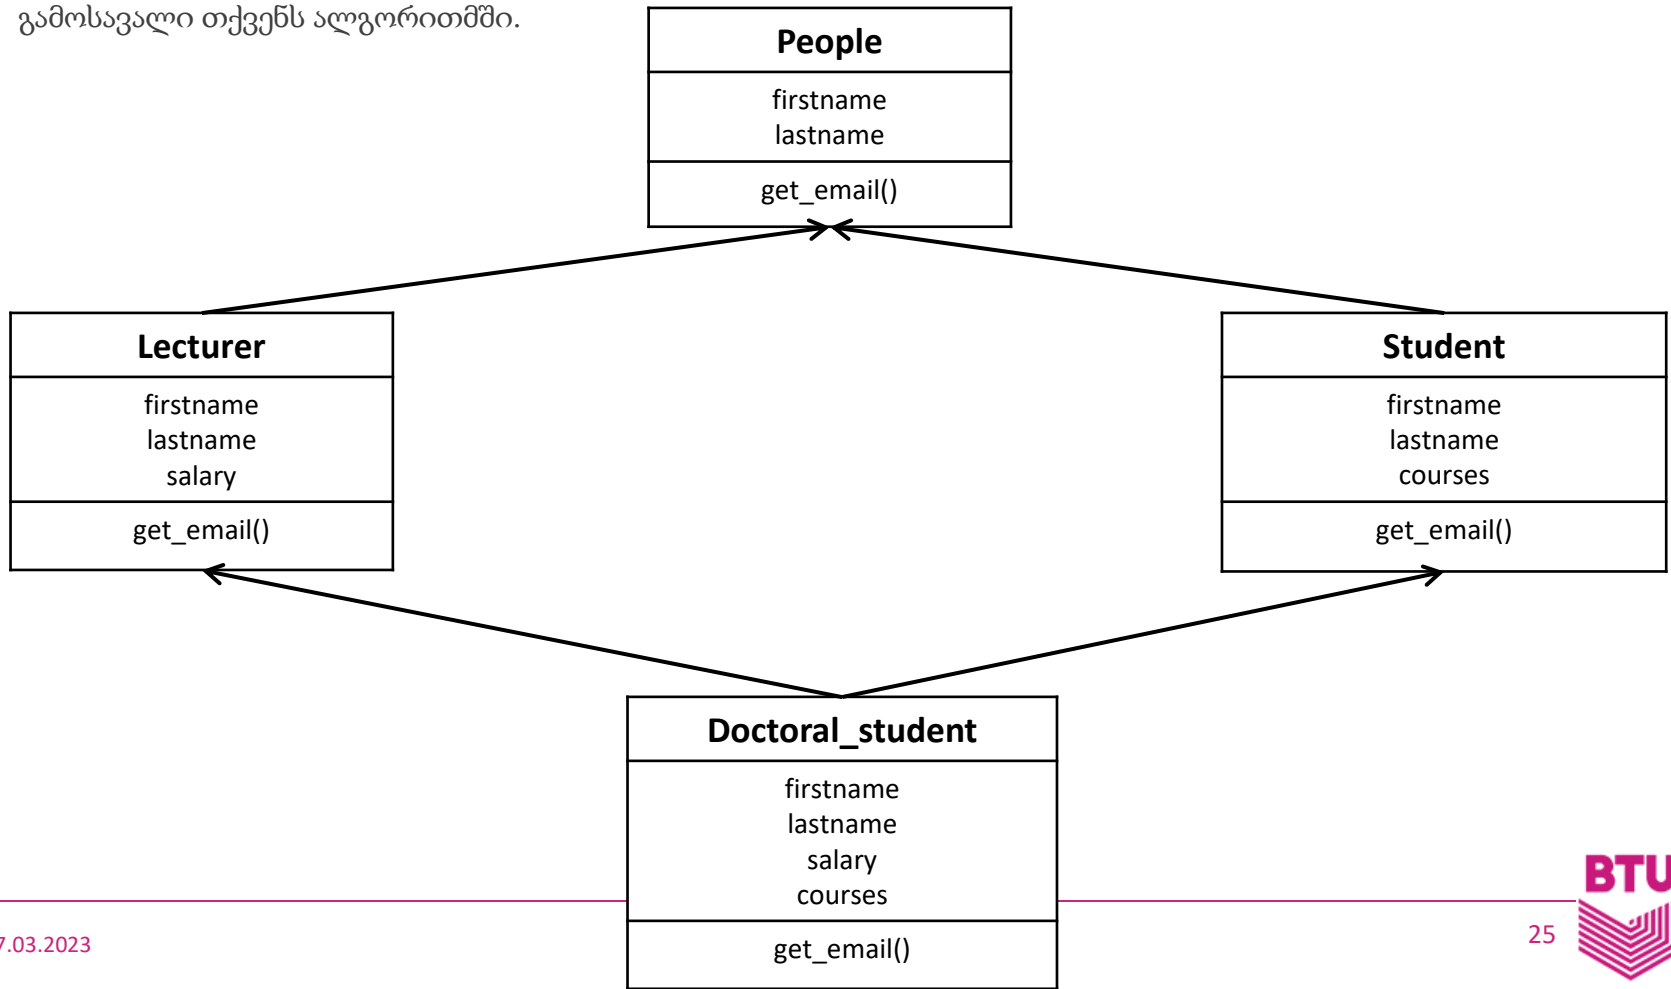 გამოსავალი თქვენს ალგორითმში.
People
firstname
lastname
get_email()
Lecturer
firstname
lastname
salary
get_email()
Student
firstname
lastname
courses
get_email()
Doctoral_student
firstname
lastname
salary
courses
get_email()
7.03.2023
25
BTU